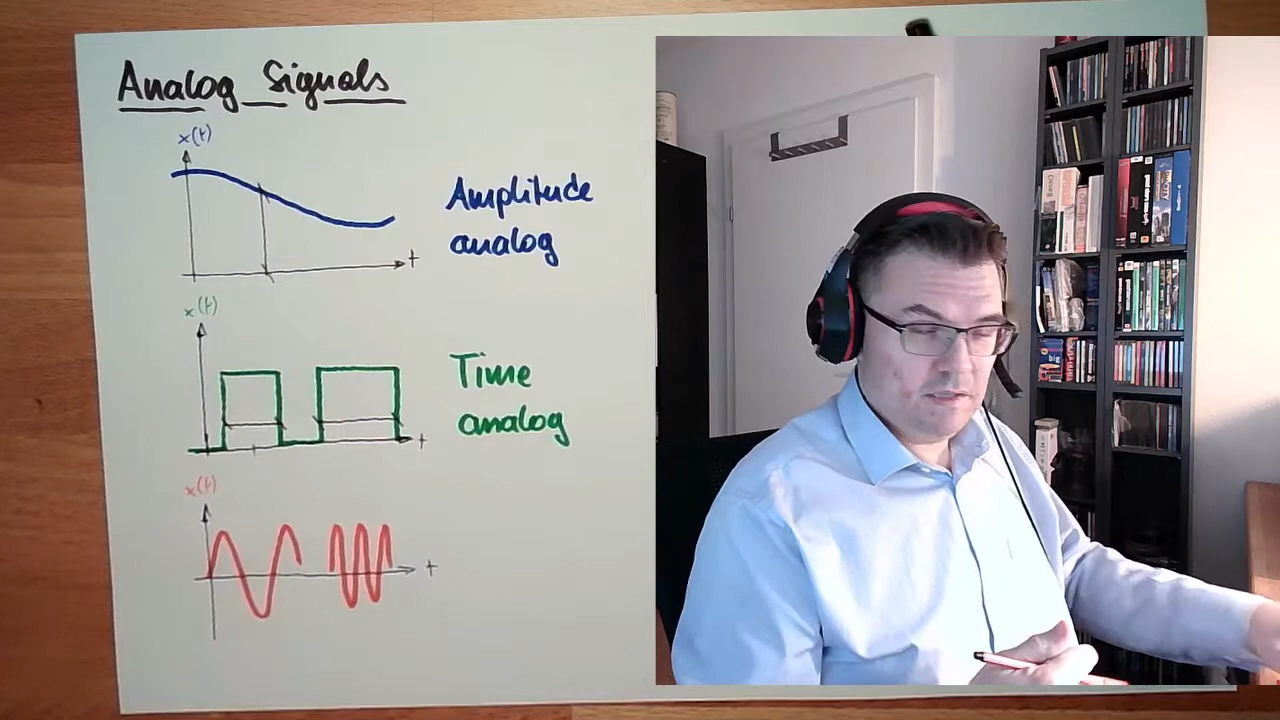 Analog Signals
x(t)
t
Amplitude
analog
x(t)
t
Time
analog
x(t)
t